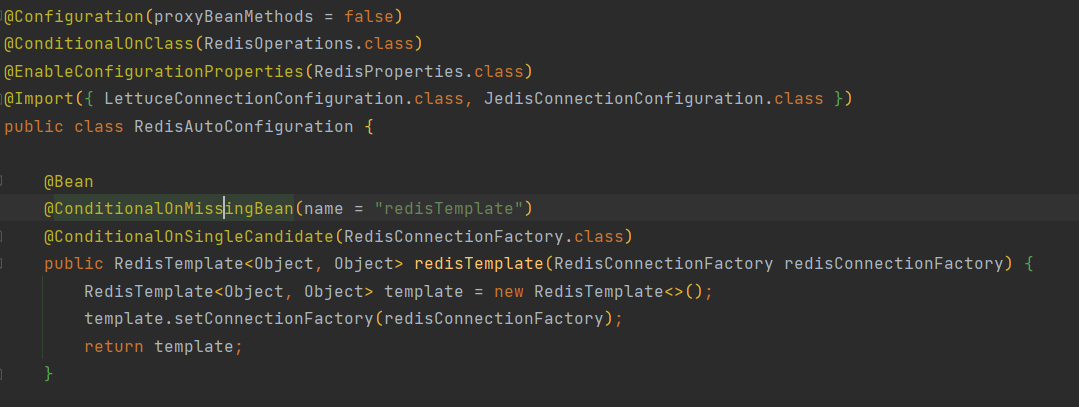 @Configuration(proxyBeanMethods = false)
@ConditionalOnClass(RedisOperations.class)
@EnableConfigurationProperties(RedisProperties.class)
@Import({ LettuceConnectionConfiguration.class, JedisConnectionConfiguration.class })
public class RedisAutoConfiguration {
@Bean
@ConditionalOnMissingBean(name = "redisTemplate")
@ConditionalOnSingleCandidate(RedisConnectionFactory.class)
public RedisTemplate<Object, Object> redisTemplate(RedisConnectionFactory redisConnectionFactory) {
RedisTemplate<Object, Object> template = new RedisTemplate<>();
template.setConnectionFactory(redisConnectionFactory);
return template;
}